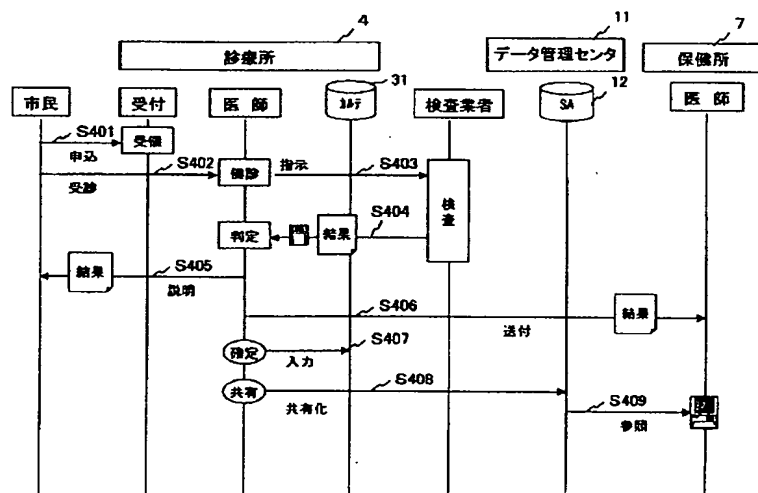 4
11
7
診療所
データ管理センタ
保健所
31
12
市民
受付
医師
カルテ
検査業者
SA
医師
S401
受領
申込
S402
健診
指示
S403
受診
検査
S404
判定
結果
結果
S405
説明
S406
結果
送付
確定
S407
入力
共有
S408
共有化
S409
参照